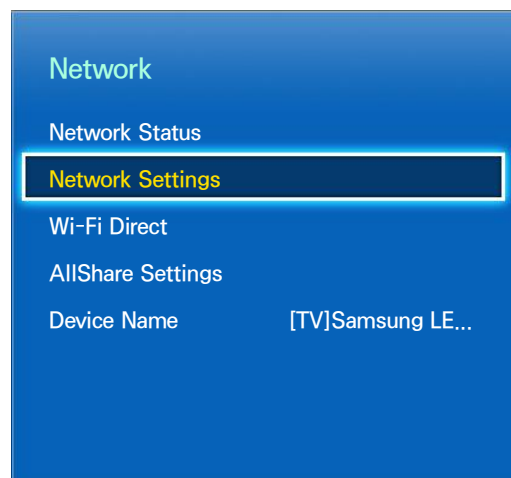 Network
Network Status
Network Settings
Wi-Fi Direct
AllShare Settings
Device Name [TV]Samsung LE...